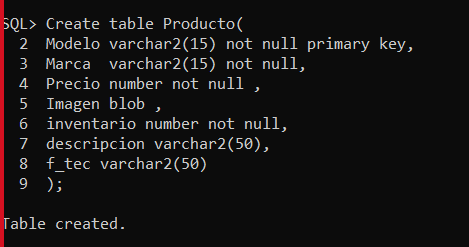 SQL> Create table Producto(
2 Modelo varchar2(15) not null primary key,
3 Marca  varchar2(15) not null,
4 Precio number not null ,
5 Imagen blob ,
6 inventario number not null,
7 descripcion varchar2(50),
8 f_tec varchar2(50)
9 );
Table created.